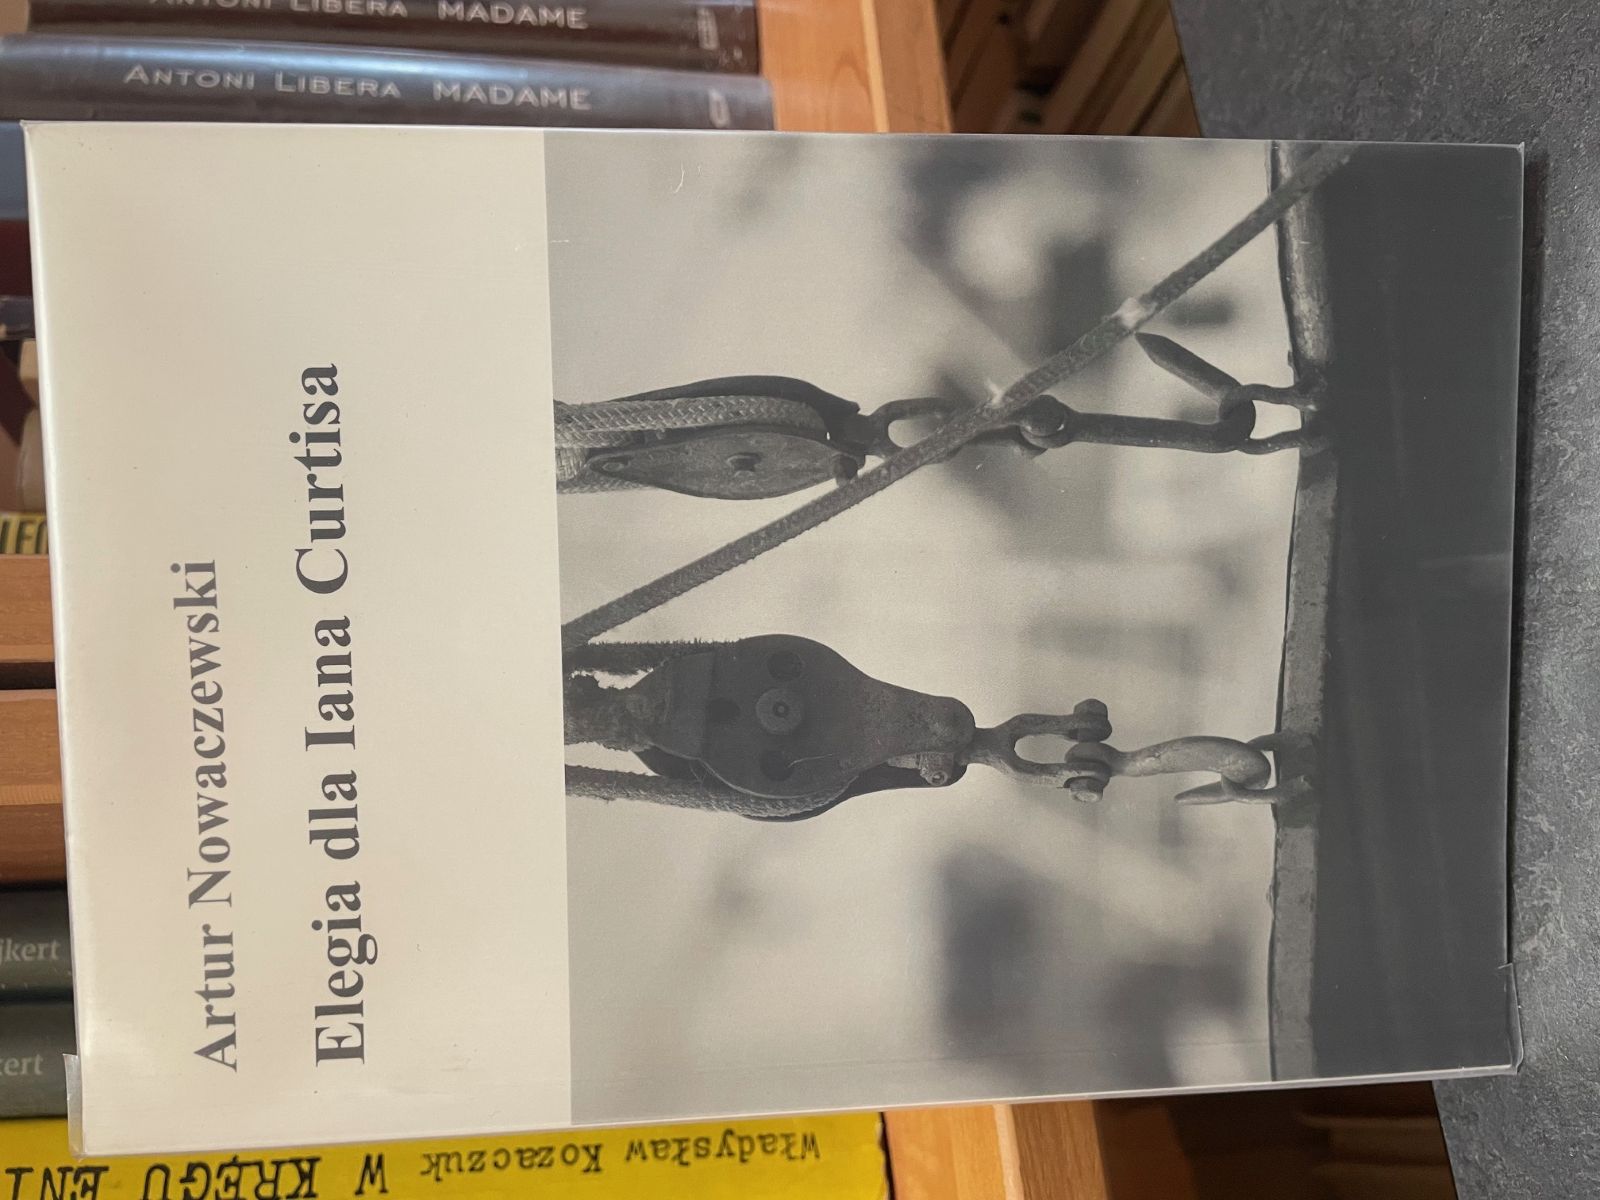 Artur Nowaczewski
Elegia dla Iana Curtisa
ANTONI LIBERA MADAME
ANTONI LIBERA MADAME
Władysław Kozaczuk W KRĘGU